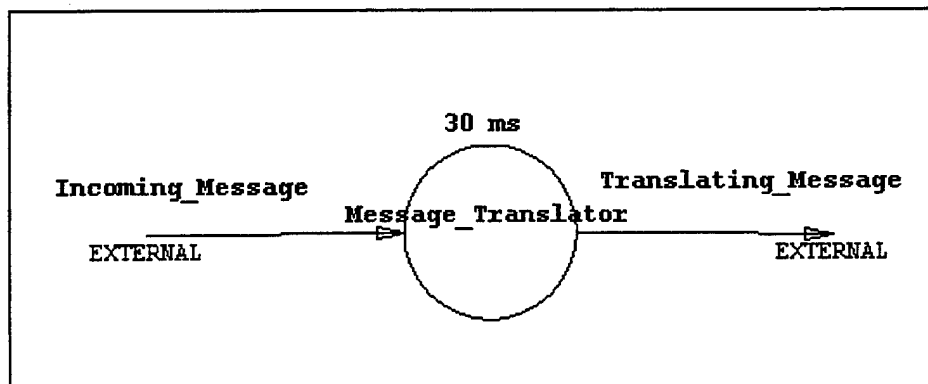 30 ms
Incoming_Message
Translating_Message
Message_Translator
EXTERNAL
EXTERNAL